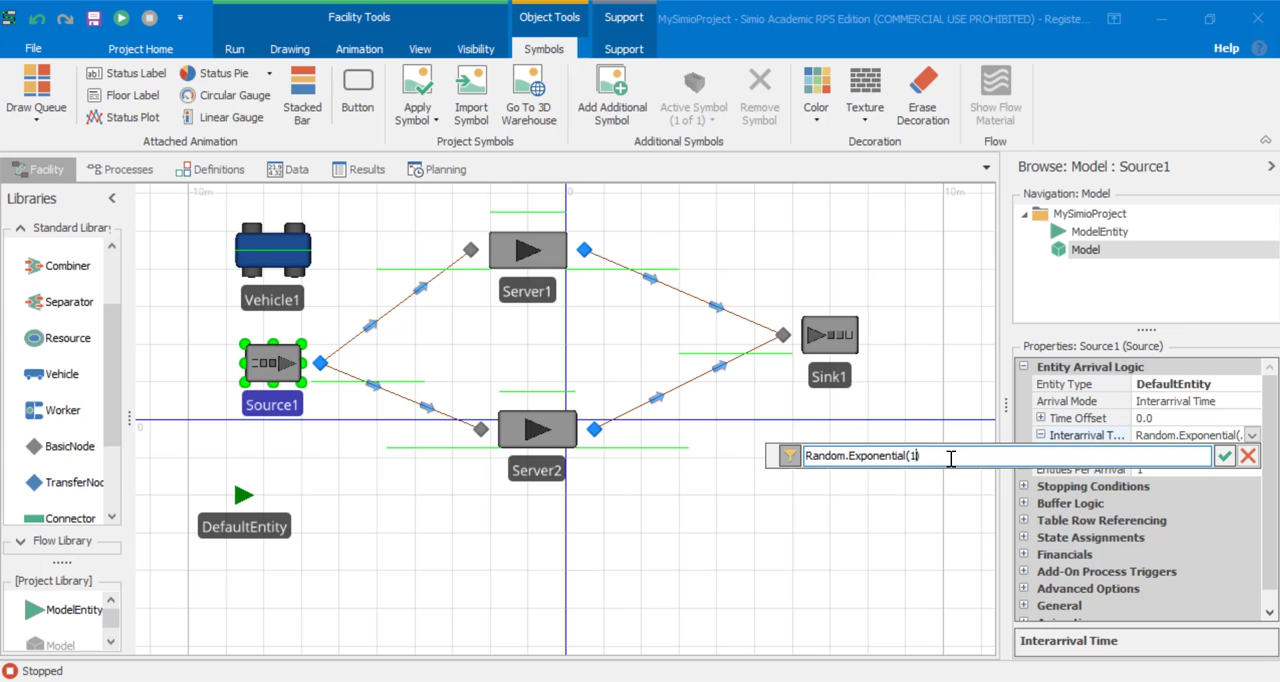 Facility Tools
Object Tools
Support
MySimioProject - Simio Academic RPS Edition (COMMERCIAL USE PROHIBITED) - Registe...
File
Project Home
Run
Drawing
Animation
View
Visibility
Symbols
Support
Help
Draw Queue
Status Label
Floor Label
Status Plot
Status Pie
Circular Gauge
Linear Gauge
Stacked Bar
Button
Apply Symbol
Import Symbol
Go To 3D Warehouse
Add Additional Symbol
Active Symbol (1 of 1)
Remove Symbol
Color
Texture
Erase Decoration
Show Flow Material
Attached Animation
Project Symbols
Additional Symbols
Decoration
Flow
Facility
Processes
Definitions
Data
Results
Planning
Browse: Model : Source1
Libraries
Standard Library
Combiner
Separator
Resource
Vehicle
Worker
BasicNode
TransferNod
Connector
Flow Library
[Project Library]
ModelEntity
Model
-10m
0
10m
0
Vehicle1
Source1
Server1
Server2
Sink1
DefaultEntity
Navigation: Model
MySimioProject
ModelEntity
Model
Properties: Source1 (Source)
Entity Arrival Logic
Entity Type DefaultEntity
Arrival Mode Interarrival Time
Time Offset 0.0
Interarrival T... Random.Exponential(.
Random.Exponential(1)
Entities Per Arrival 1
Stopping Conditions
Buffer Logic
Table Row Referencing
State Assignments
Financials
Add-On Process Triggers
Advanced Options
General
Interarrival Time
Stopped